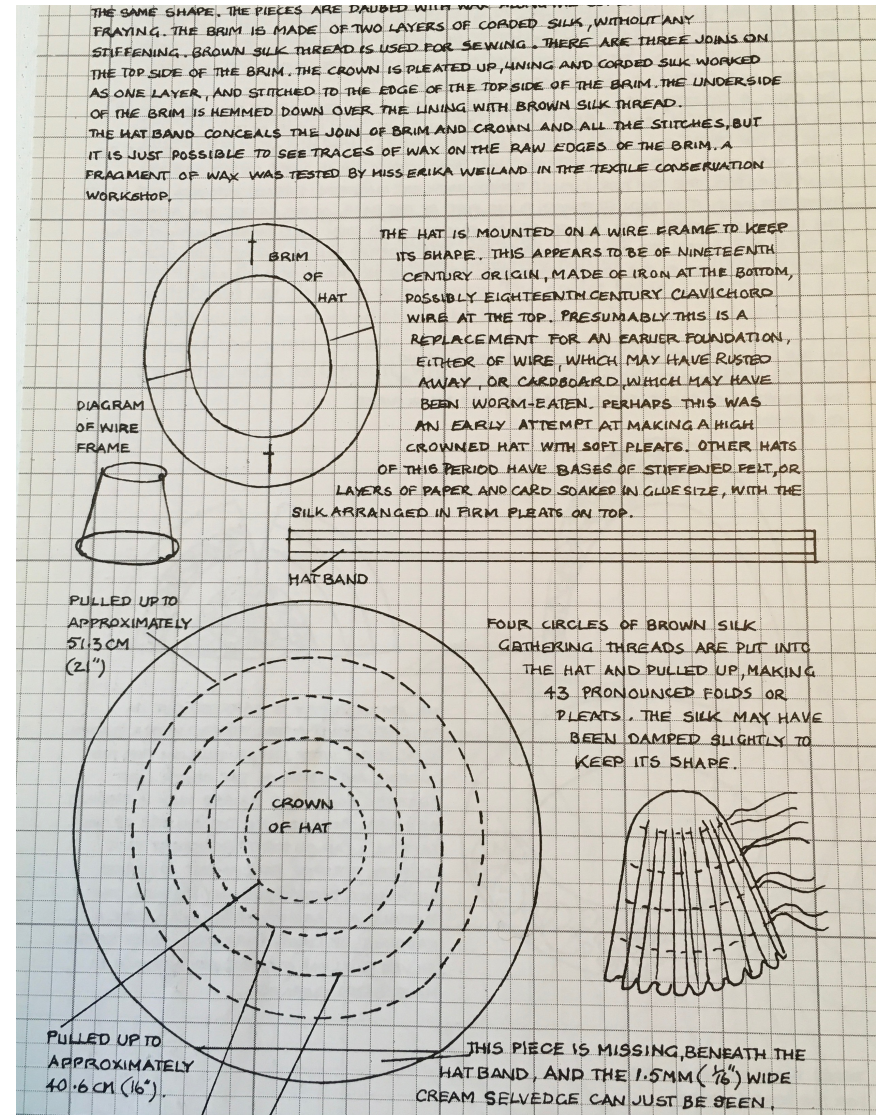 THE SAME SHAPE. THE PIECES ARE DAUBED WITH WAX
FRAYING. THE BRIM IS MADE OF TWO LAYERS OF CORDED SILK, WITHOUT ANY
STIFFENING. BROWN SILK THREAD IS USED FOR SEWING. THERE ARE THREE JOINS ON
THE TOP SIDE OF THE BRIM. THE CROWN IS PLEATED UP, LINING AND CORDED SILK WORKED
AS ONE LAYER, AND STITCHED TO THE EDGE OF THE TOP SIDE OF THE BRIM. THE UNDERSIDE
OF THE BRIM IS HEMMED DOWN OVER THE LINING WITH BROWN SILK THREAD.
THE HAT BAND CONCEALS THE JOIN OF BRIM AND CROWN AND ALL THE STITCHES, BUT
IT IS JUST POSSIBLE TO SEE TRACES OF WAX ON THE RAW EDGES OF THE BRIM. A
FRAGMENT OF WAX WAS TESTED BY MISS ERIKA WEILAND IN THE TEXTILE CONSERVATION
WORKSHOP.
BRIM
OF
HAT
THE HAT IS MOUNTED ON A WIRE FRAME TO KEEP
ITS SHAPE. THIS APPEARS TO BE OF NINETEENTH
CENTURY ORIGIN, MADE OF IRON AT THE BOTTOM,
POSSIBLY EIGHTEENTH CENTURY CLAVICHORD
WIRE AT THE TOP. PRESUMABLY THIS IS A
REPLACEMENT FOR AN EARLIER FOUNDATION,
EITHER OF WIRE, WHICH MAY HAVE RUSTED
AWAY, OR CARDBOARD, WHICH MAY HAVE
BEEN WORM-EATEN. PERHAPS THIS WAS
AN EARLY ATTEMPT AT MAKING A HIGH
CROWNED HAT WITH SOFT PLEATS. OTHER HATS
OF THIS PERIOD HAVE BASES OF STIFFENED FELT, OR
LAYERS OF PAPER AND CARD SOAKED IN GLUE SIZE, WITH THE
SILK ARRANGED IN FIRM PLEATS ON TOP.
DIAGRAM
OF WIRE
FRAME
HAT BAND
PULLED UP TO
APPROXIMATELY
51.3 CM
(21")
FOUR CIRCLES OF BROWN SILK
GATHERING THREADS ARE PUT INTO
THE HAT AND PULLED UP, MAKING
43 PRONOUNCED FOLDS OR
PLEATS. THE SILK MAY HAVE
BEEN DAMPED SLIGHTLY TO
KEEP ITS SHAPE.
CROWN
OF HAT
PULLED UP TO
APPROXIMATELY
40.6 CM (16").
THIS PIECE IS MISSING, BENEATH THE
HATBAND, AND THE 1.5MM (1/16") WIDE
CREAM SELVEDGE CAN JUST BE SEEN.